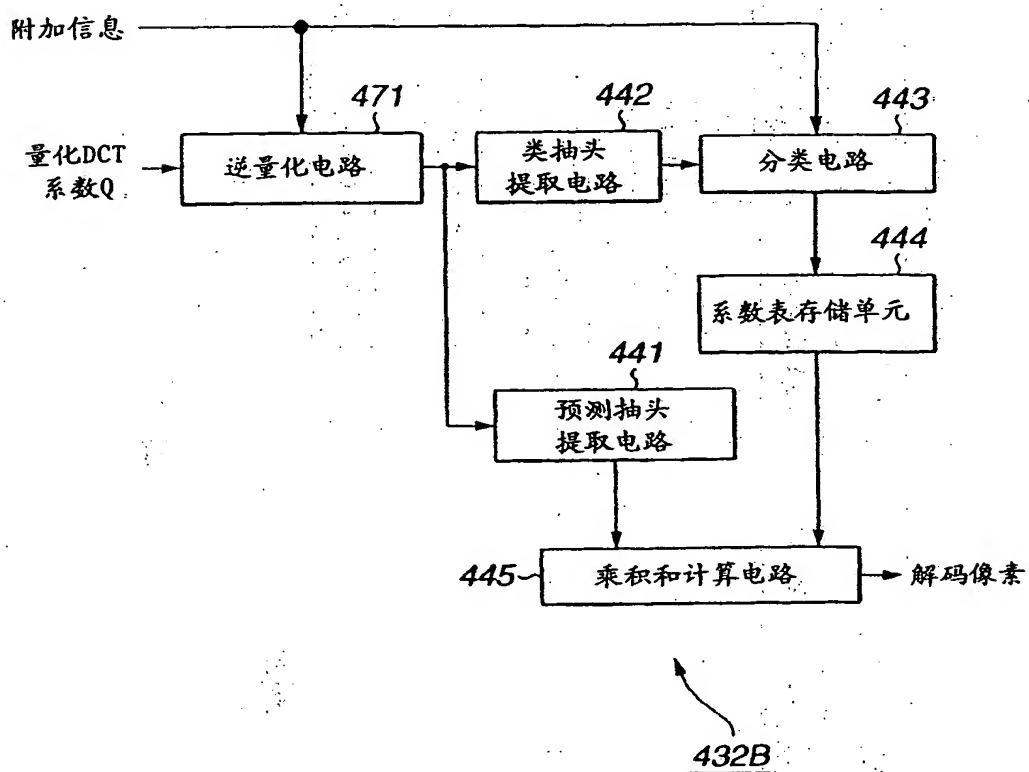 附加信息
471
442
443
量化DCT
系数Q
逆量化电路
类抽头
提取电路
分类电路
444
系数表存储单元
441
预测抽头
提取电路
445
乘积和计算电路
解码像素
432B